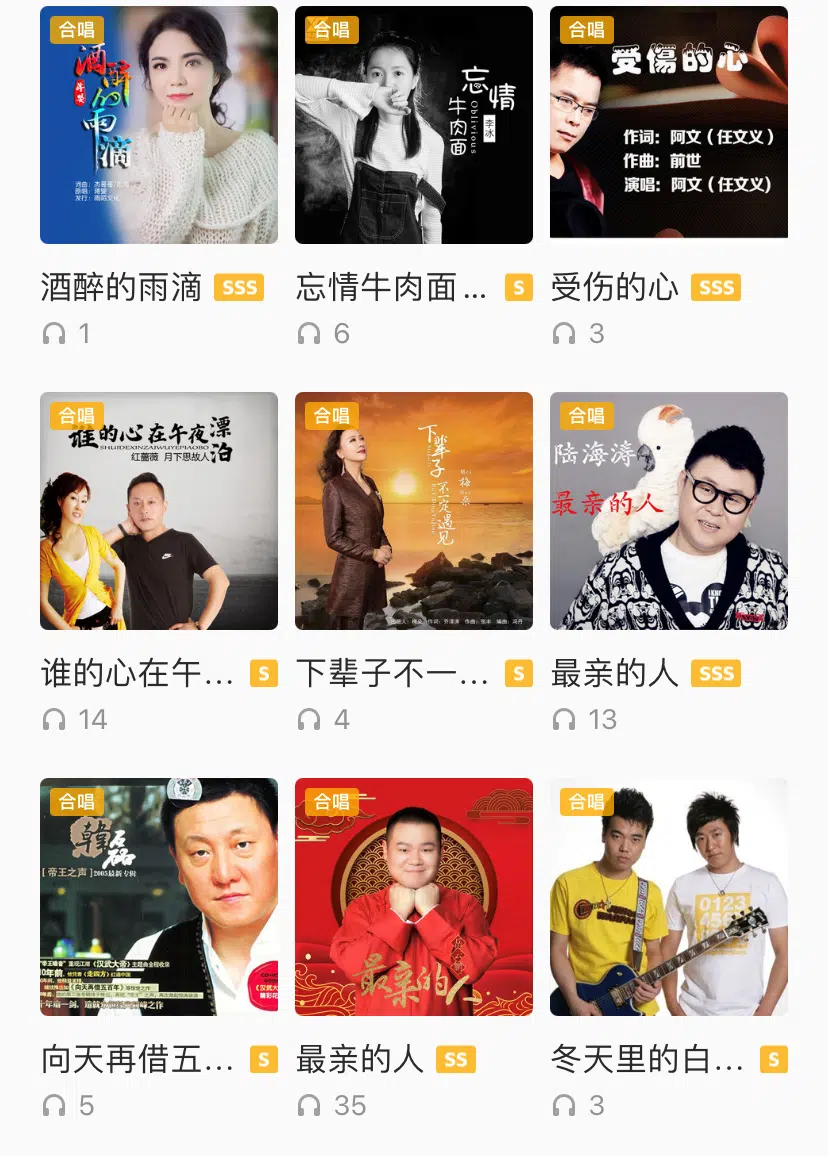 合唱
酒醉的雨滴
合唱
忘情
牛肉面
Oblivious
李冰
合唱
受傷的心
作词：阿文（任文义）
作曲：前世
演唱：阿文（任文义）
酒醉的雨滴 SSS
忘情牛肉面... S
受伤的心 SSS
1
6
3
合唱
谁的心在午夜漂泊
SHUIDEXINZAIWUYEPIAOBO
红蔷薇 月下思故人
合唱
下辈子
不一定遇见
合唱
陆海涛
最亲的人
谁的心在午... S
下辈子不一... S
最亲的人 SSS
14
4
13
合唱
韩磊
[ 帝王之声 ]2005最新专辑
合唱
最亲的人
合唱
0123
向天再借五... S
最亲的人 SS
冬天里的白... S
5
35
3